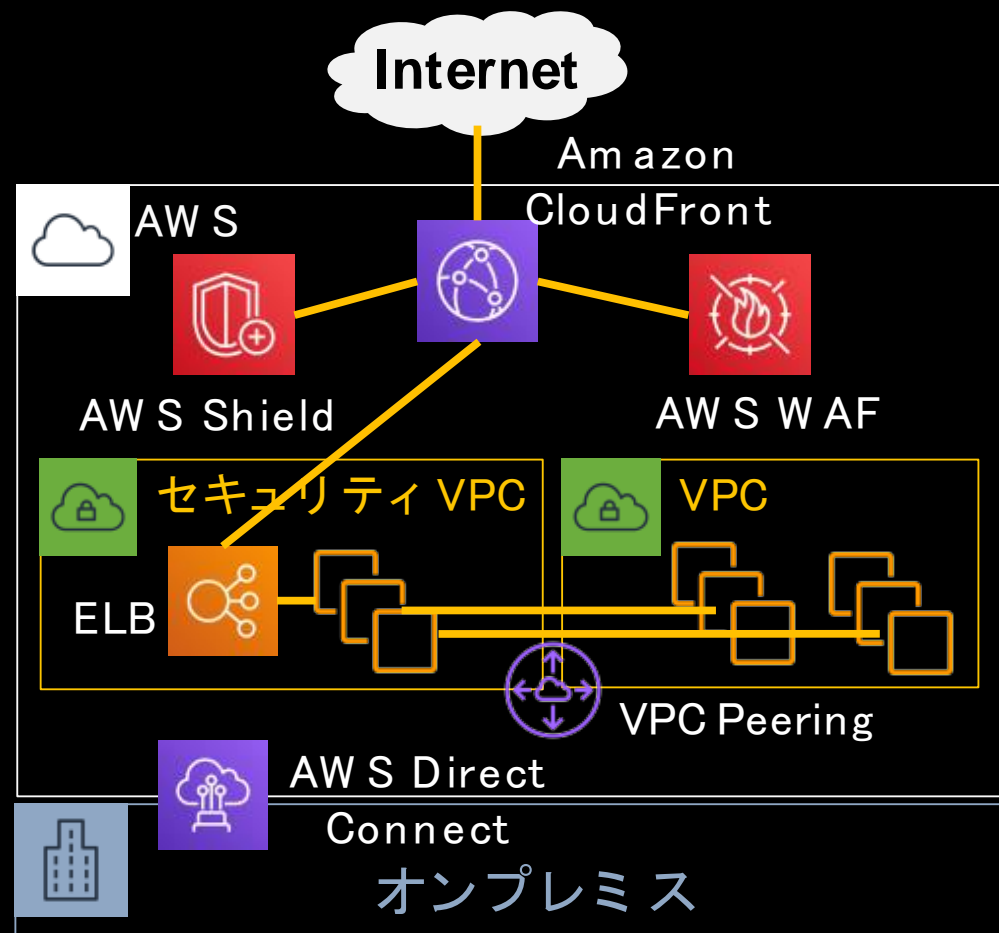 Internet
Amazon
CloudFront
AWS
AWS Shield
AWS WAF
セキュリティVPC
VPC
ELB
VPC Peering
AWS Direct
Connect
オンプレミス